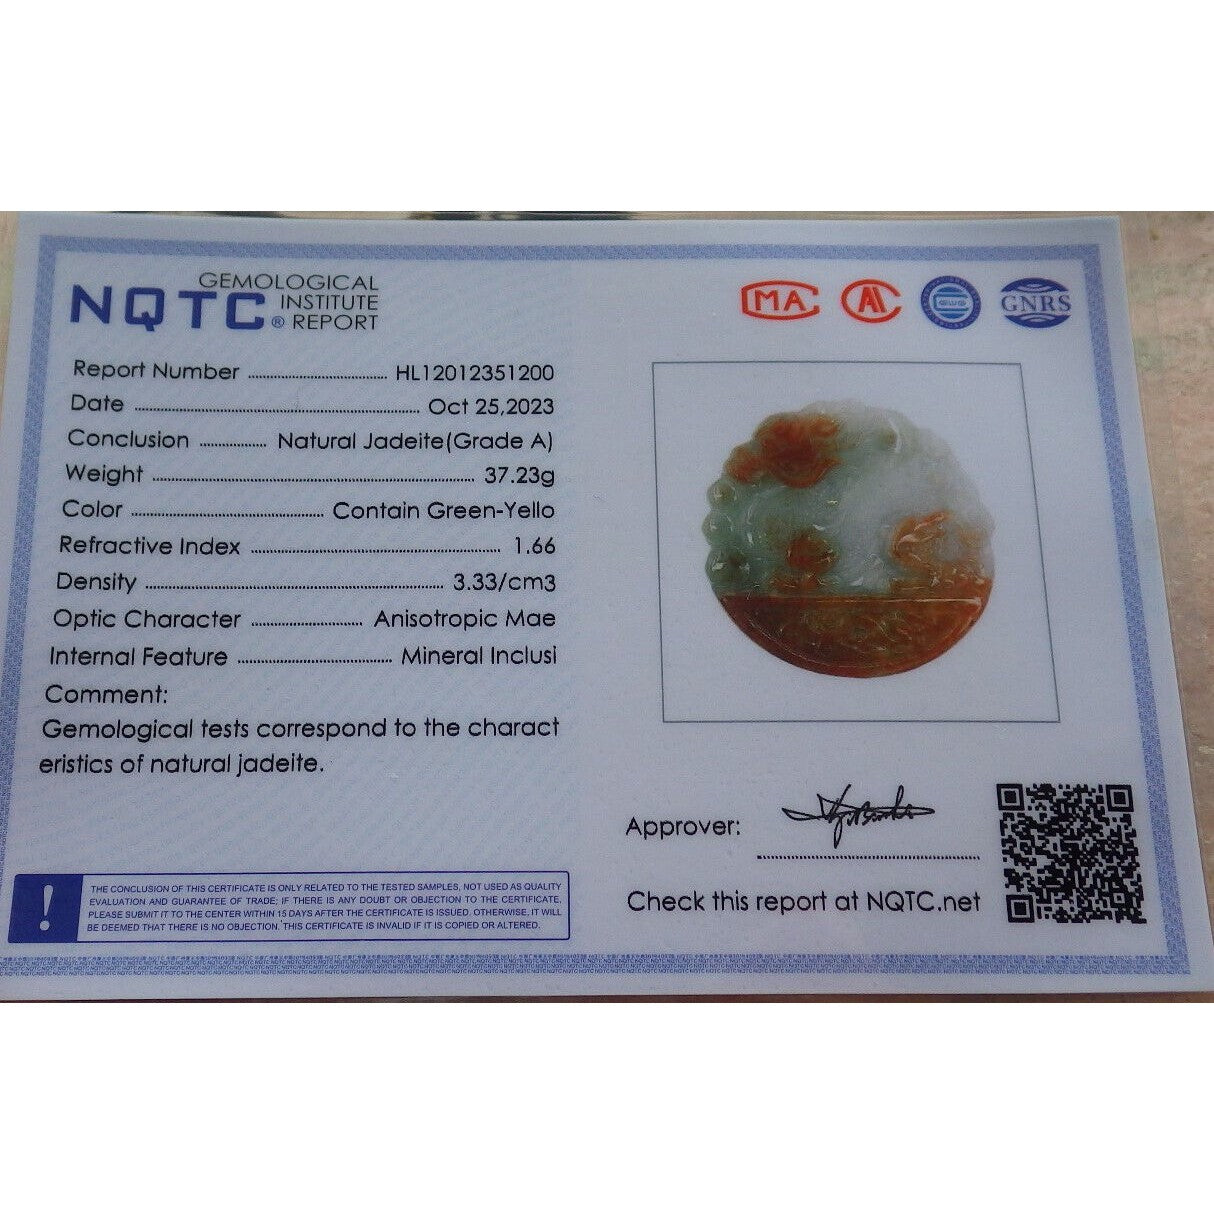 NQTC® GEMOLOGICAL
INSTITUTE
REPORT
MA
AL
GWG
GNRS
Report Number HL12012351200
Date Oct 25,2023
Conclusion Natural Jadeite(Grade A)
Weight 37.23g
Color Contain Green-Yello
Refractive Index 1.66
Density 3.33/cm3
Optic Character Anisotropic Mae
Internal Feature Mineral Inclusi
Comment:
Gemological tests correspond to the charact
eristics of natural jadeite.
Approver:
Check this report at NQTC.net
! THE CONCLUSION OF THIS CERTIFICATE IS ONLY RELATED TO THE TESTED SAMPLES, NOT USED AS QUALITY
EVALUATION AND GUARANTEE OF TRADE; IF THERE IS ANY DOUBT OR OBJECTION TO THE CERTIFICATE.
PLEASE SUBMIT IT TO THE CENTER WITHIN 15 DAYS AFTER THE CERTIFICATE IS ISSUED. OTHERWISE, IT WILL
BE DEEMED THAT THERE IS NO OBJECTION. THIS CERTIFICATE IS INVALID IF IT IS COPIED OR ALTERED.